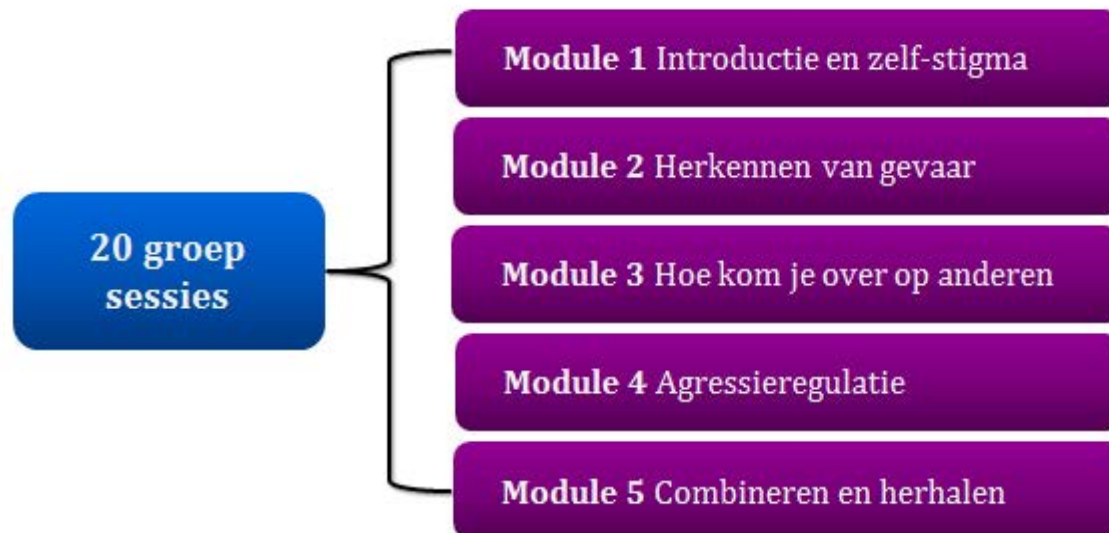 20 groep
sessies
Module 1 Introductie en zelf-stigma
Module 2 Herkennen van gevaar
Module 3 Hoe kom je over op anderen
Module 4 Agressieregulatie
Module 5 Combineren en herhalen